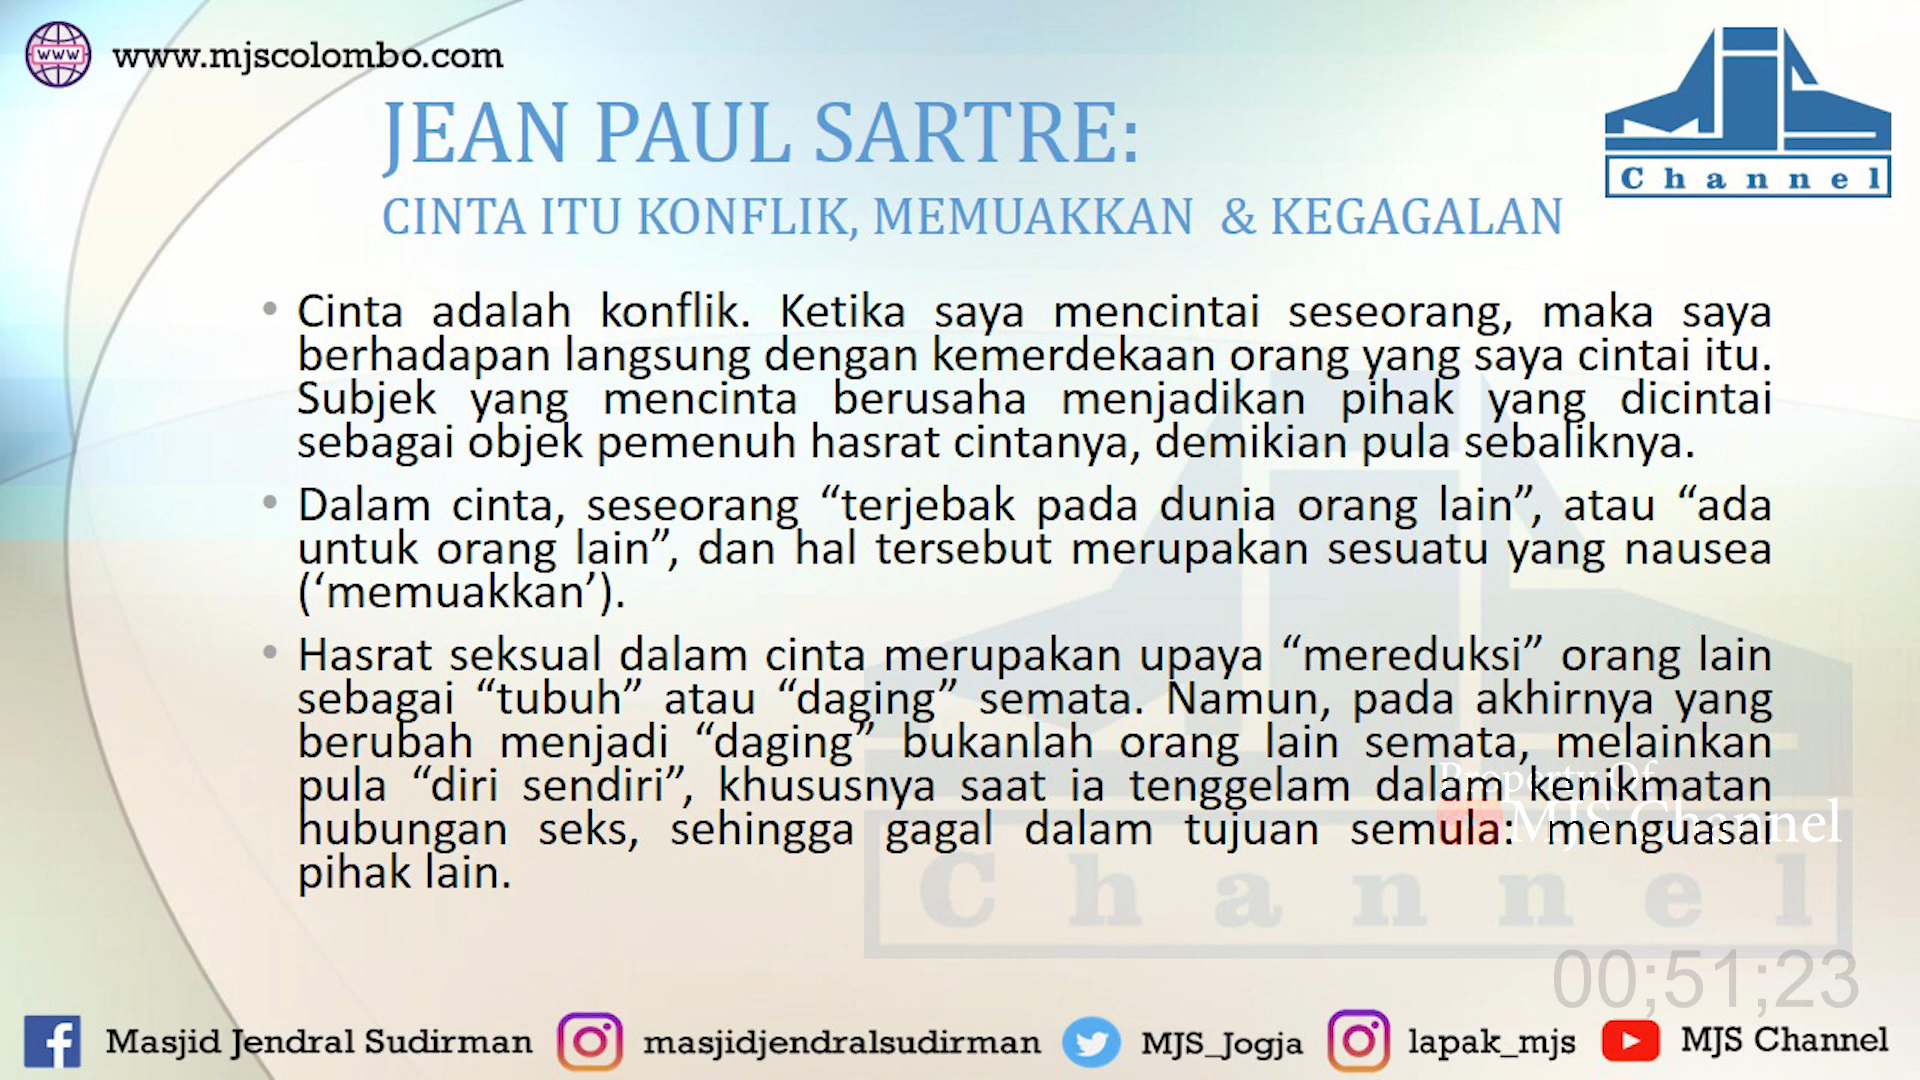 www.mjscolombo.com
MJS
Channel
JEAN PAUL SARTRE:
CINTA ITU KONFLIK, MEMUAKKAN & KEGAGALAN
• Cinta adalah konflik. Ketika saya mencintai seseorang, maka saya
berhadapan langsung dengan kemerdekaan orang yang saya cintai itu.
Subjek yang mencinta berusaha menjadikan pihak yang dicintai
sebagai objek pemenuh hasrat cintanya, demikian pula sebaliknya.
• Dalam cinta, seseorang “terjebak pada dunia orang lain”, atau “ada
untuk orang lain”, dan hal tersebut merupakan sesuatu yang nausea
(‘memuakkan’).
• Hasrat seksual dalam cinta merupakan upaya “mereduksi” orang lain
sebagai “tubuh” atau “daging” semata. Namun, pada akhirnya yang
berubah menjadi “daging” bukanlah orang lain semata, melainkan
pula “diri sendiri”, khususnya saat ia tenggelam dalam kenikmatan
hubungan seks, sehingga gagal dalam tujuan semula: menguasai
pihak lain.
Property Of
MJS Channel
Channel
00;51;23
Masjid Jendral Sudirman masjidjendralsudirman MJS_Jogja lapak_mjs MJS Channel